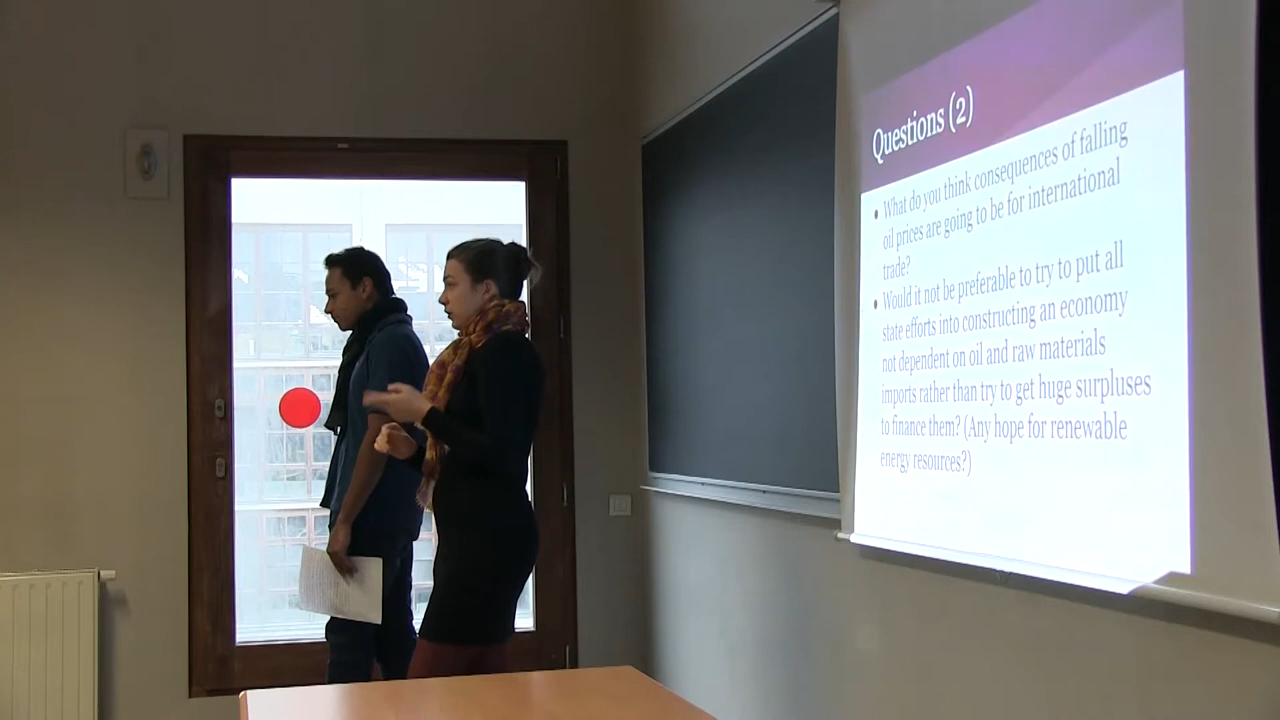 Questions (2)
• What do you think consequences of falling
oil prices are going to be for international
trade?
• Would it not be preferable to try to put all
state efforts into constructing an economy
not dependent on oil and raw materials
imports rather than try to get huge surpluses
to finance them? (Any hope for renewable
energy resources?)